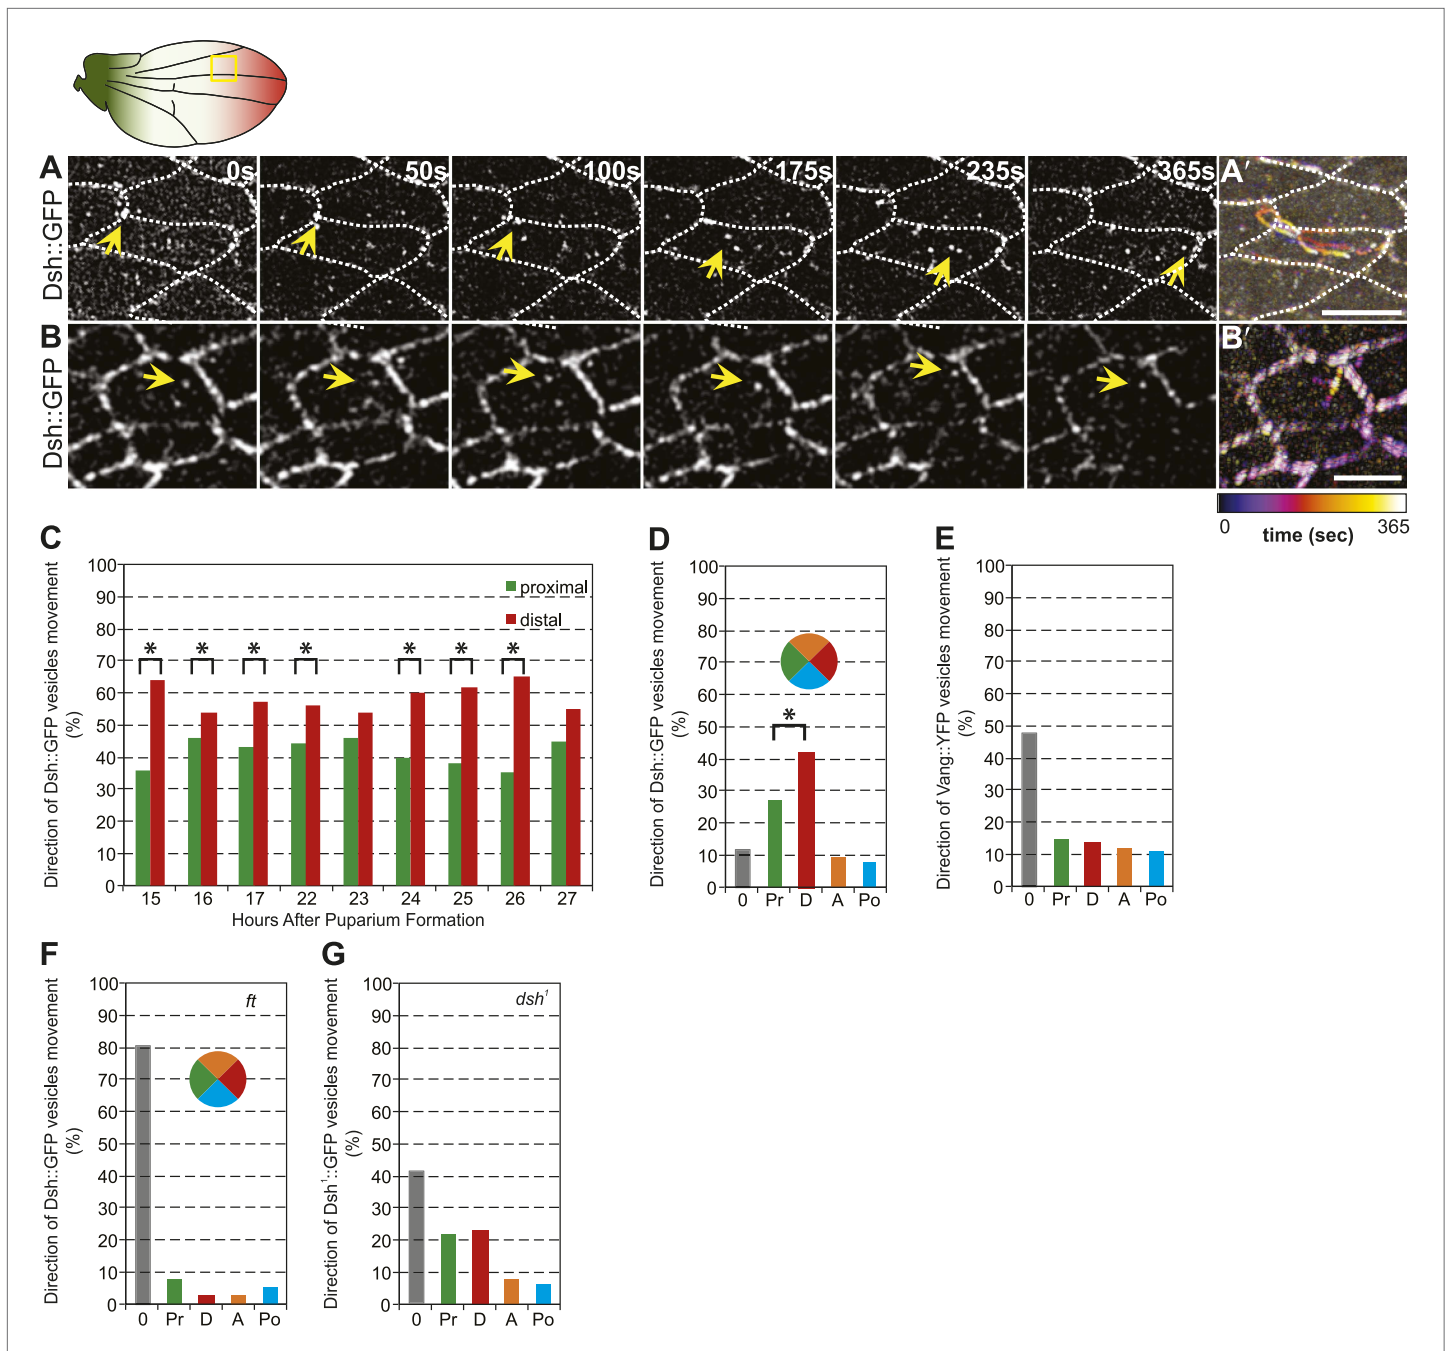 A
Dsh::GFP
0s
50s
100s
175s
235s
365s
A′
B
Dsh::GFP
B′
0
365
time (sec)
C
Direction of Dsh::GFP vesicles movement
(%)
100
90
80
70
60
50
40
30
20
10
0
proximal
distal
* * * * * * *
15 16 17 22 23 24 25 26 27
Hours After Puparium Formation
D
Direction of Dsh::GFP vesicles movement
(%)
100
90
80
70
60
50
40
30
20
10
0
*
0 Pr D A Po
E
Direction of Vang::YFP vesicles movement
(%)
100
90
80
70
60
50
40
30
20
10
0
0 Pr D A Po
F
Direction of Dsh::GFP vesicles movement
(%)
100
90
80
70
60
50
40
30
20
10
0
ft
0 Pr D A Po
G
Direction of Dsh¹::GFP vesicles movement
(%)
100
90
80
70
60
50
40
30
20
10
0
dsh¹
0 Pr D A Po